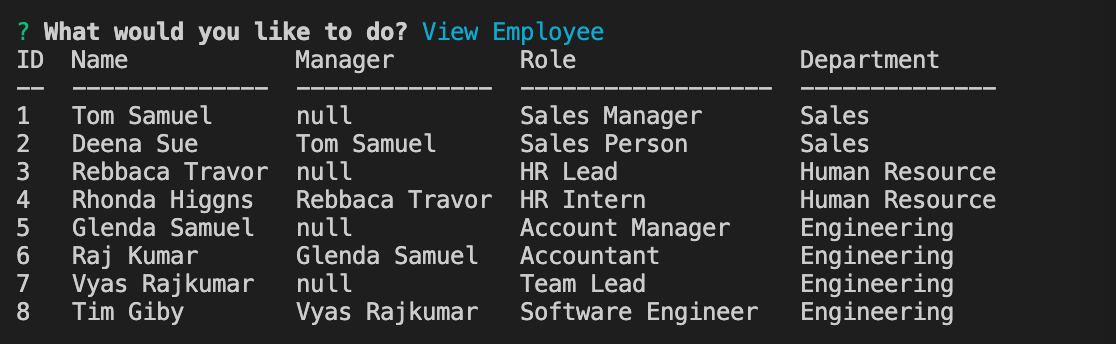 ? What would you like to do? View Employee
ID  Name            Manager         Role                Department
--  --------------  --------------  ------------------  --------------
1   Tom Samuel      null            Sales Manager       Sales
2   Deena Sue       Tom Samuel      Sales Person        Sales
3   Rebbaca Travor  null            HR Lead             Human Resource
4   Rhonda Higgns   Rebbaca Travor  HR Intern           Human Resource
5   Glenda Samuel   null            Account Manager     Engineering
6   Raj Kumar       Glenda Samuel   Accountant          Engineering
7   Vyas Rajkumar   null            Team Lead           Engineering
8   Tim Giby        Vyas Rajkumar   Software Engineer   Engineering